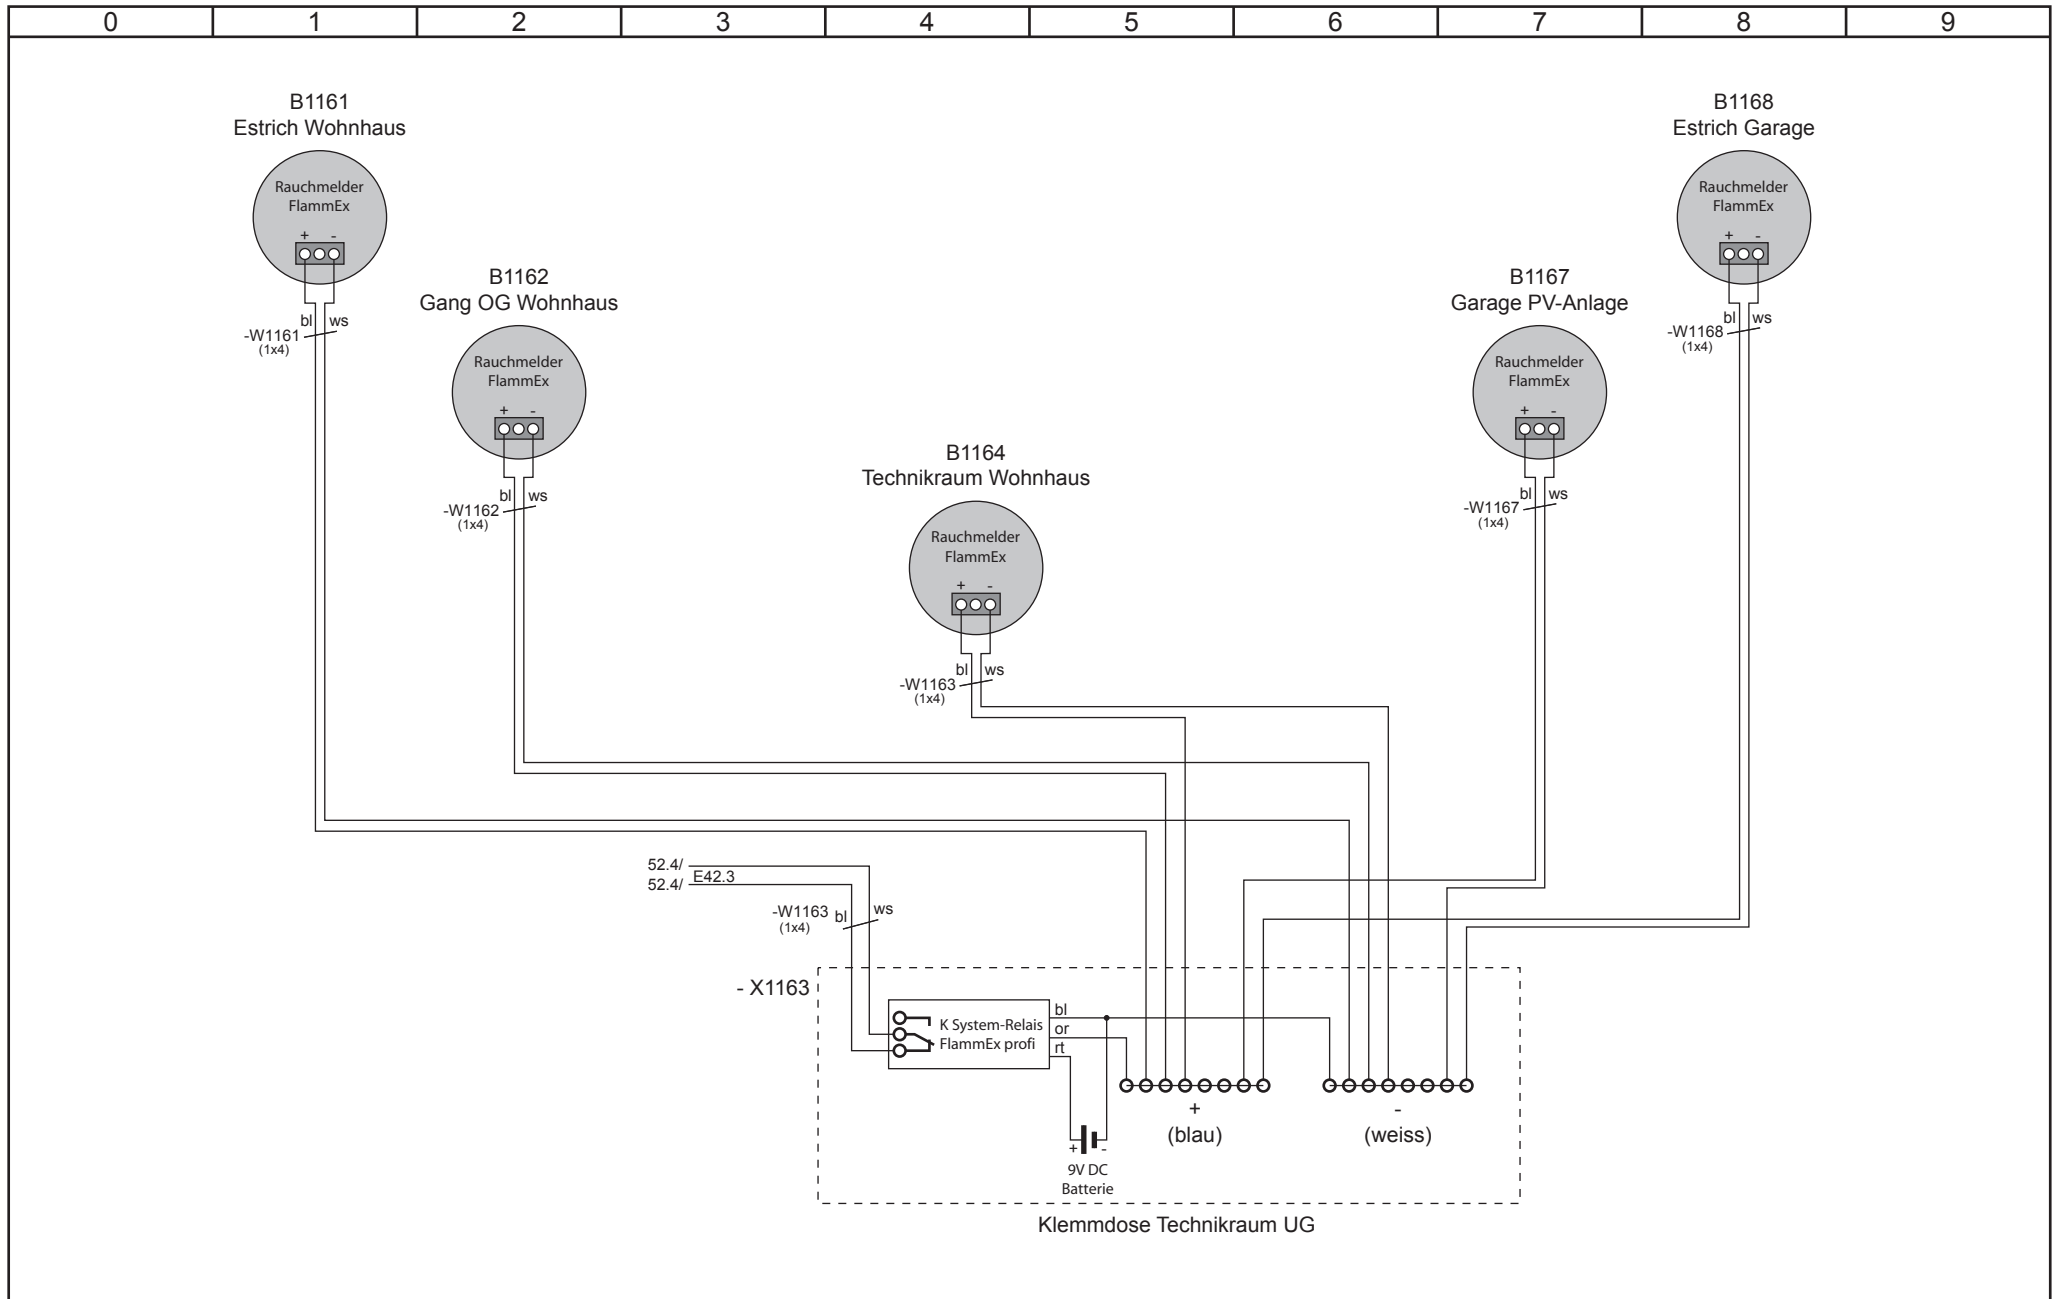 0 1 2 3 4 5 6 7 8 9
B1161
Estrich Wohnhaus
Rauchmelder
FlammEx
+ -
bl ws
-W1161
(1x4)
B1162
Gang OG Wohnhaus
Rauchmelder
FlammEx
+ -
bl ws
-W1162
(1x4)
B1164
Technikraum Wohnhaus
Rauchmelder
FlammEx
+ -
bl ws
-W1163
(1x4)
B1167
Garage PV-Anlage
Rauchmelder
FlammEx
+ -
bl ws
-W1167
(1x4)
B1168
Estrich Garage
Rauchmelder
FlammEx
+ -
bl ws
-W1168
(1x4)
52.4/
52.4/ E42.3
-W1163 bl ws
(1x4)
- X1163
K System-Relais
FlammEx profi
bl
or
rt
+ -
9V DC
Batterie
+
(blau)
-
(weiss)
Klemmdose Technikraum UG